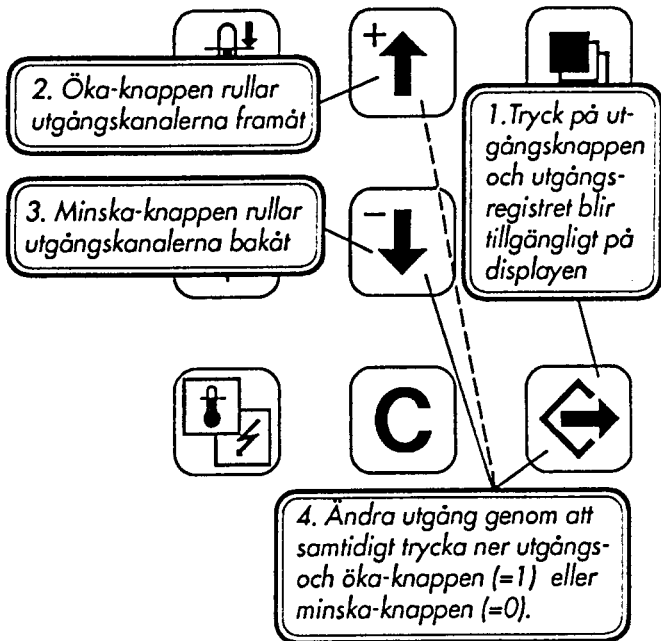 +
2. Öka-knappen rullar
utgångskanalerna framåt
1.Tryck på ut-
gångsknappen
och utgångs-
registret blir
tillgängligt på
displayen
-
3. Minska-knappen rullar
utgångskanalerna bakåt
C
4. Ändra utgång genom att
samtidigt trycka ner utgångs-
och öka-knappen (=1) eller
minska-knappen (=0).